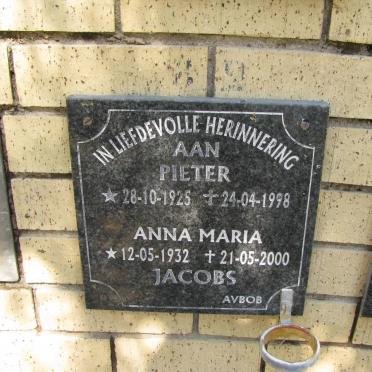 IN LIEFDEVOLLE HERINNERING
AAN
PIETER
★28-10-1925 ✝24-04-1998
ANNA MARIA
★12-05-1932 ✝21-05-2000
JACOBS
AVBOB